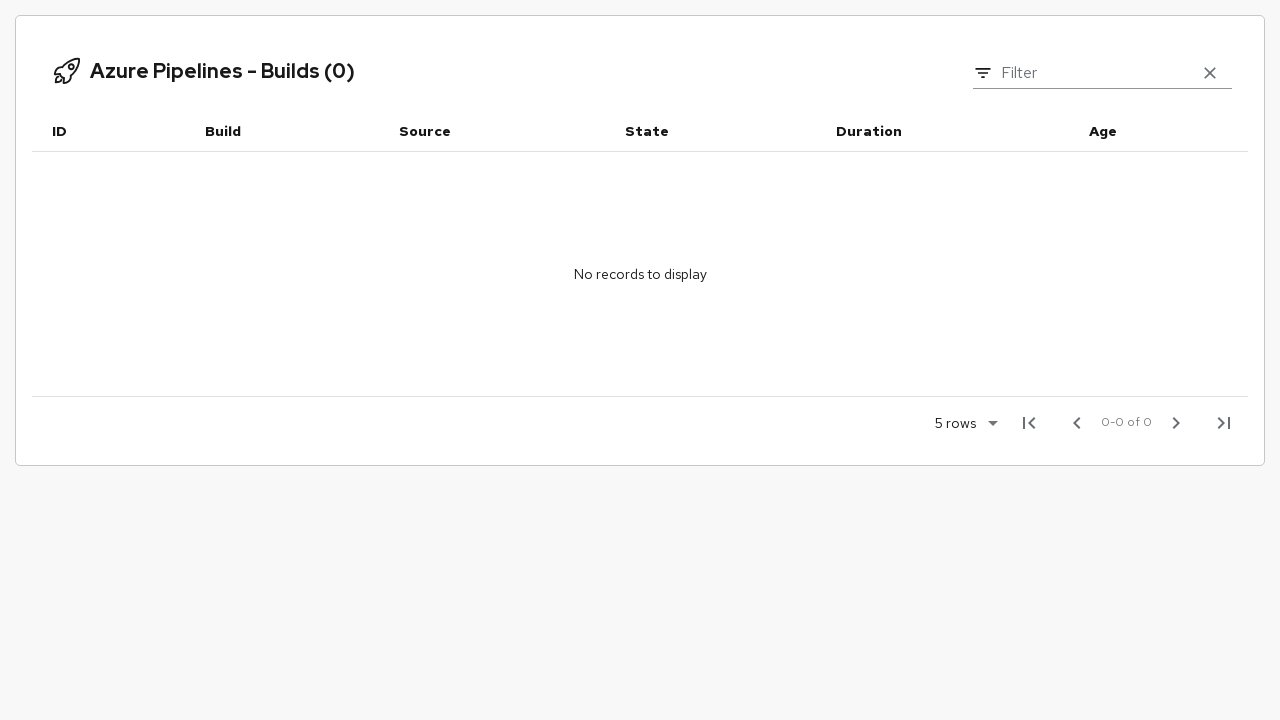 Azure Pipelines - Builds (0)
Filter
ID Build Source State Duration Age
No records to display
5 rows 0-0 of 0